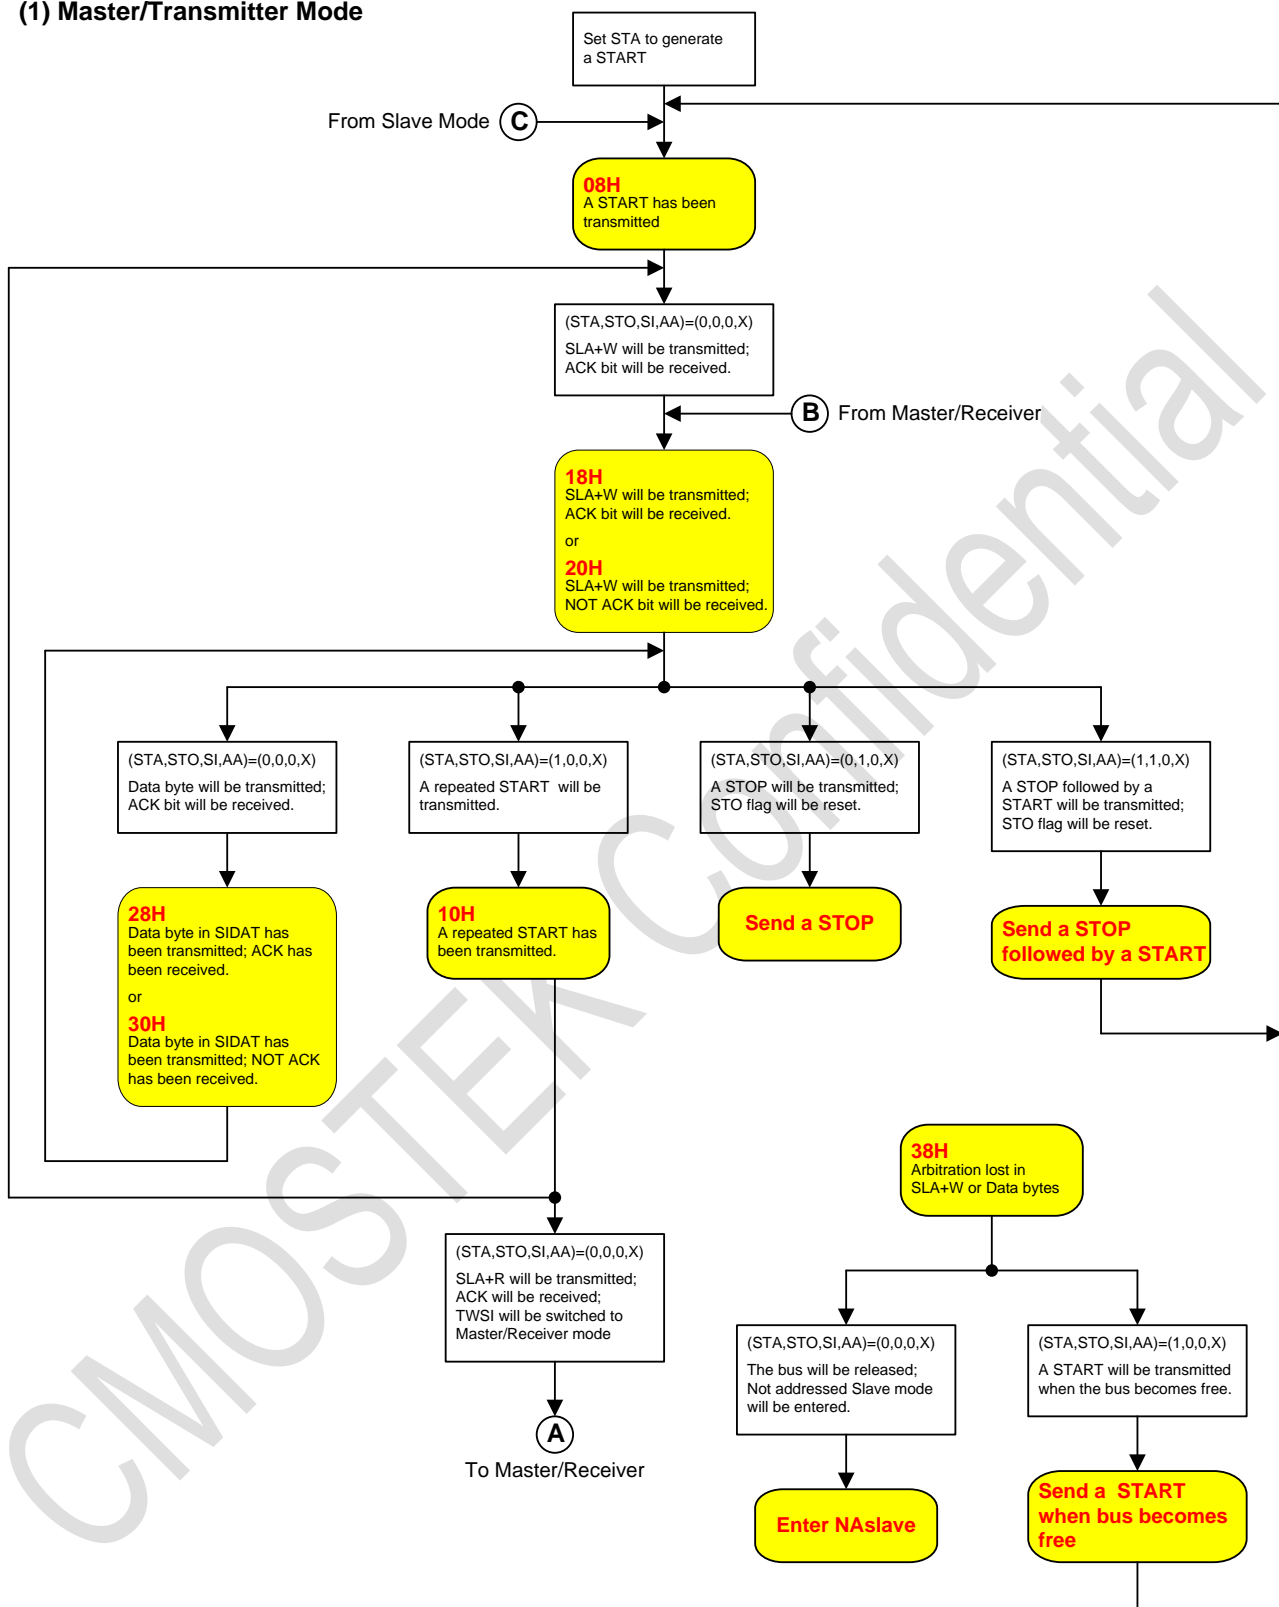 (1) Master/Transmitter Mode
Set STA to generate
a START
From Slave Mode
C
08H
A START has been
transmitted
(STA,STO,SI,AA)=(0,0,0,X)
SLA+W will be transmitted;
ACK bit will be received.
B
From Master/Receiver
18H
SLA+W will be transmitted;
ACK bit will be received.
or
20H
SLA+W will be transmitted;
NOT ACK bit will be received.
(STA,STO,SI,AA)=(0,0,0,X)
Data byte will be transmitted;
ACK bit will be received.
(STA,STO,SI,AA)=(1,0,0,X)
A repeated START will be
transmitted.
(STA,STO,SI,AA)=(0,1,0,X)
A STOP will be transmitted;
STO flag will be reset.
(STA,STO,SI,AA)=(1,1,0,X)
A STOP followed by a
START will be transmitted;
STO flag will be reset.
28H
Data byte in SIDAT has
been transmitted; ACK has
been received.
or
30H
Data byte in SIDAT has
been transmitted; NOT ACK
has been received.
10H
A repeated START has
been transmitted.
Send a STOP
Send a STOP
followed by a START
38H
Arbitration lost in
SLA+W or Data bytes
(STA,STO,SI,AA)=(0,0,0,X)
SLA+R will be transmitted;
ACK will be received;
TWSI will be switched to
Master/Receiver mode
A
To Master/Receiver
(STA,STO,SI,AA)=(0,0,0,X)
The bus will be released;
Not addressed Slave mode
will be entered.
(STA,STO,SI,AA)=(1,0,0,X)
A START will be transmitted
when the bus becomes free.
Enter NAslave
Send a START
when bus becomes
free
CMOSTEK Confidential